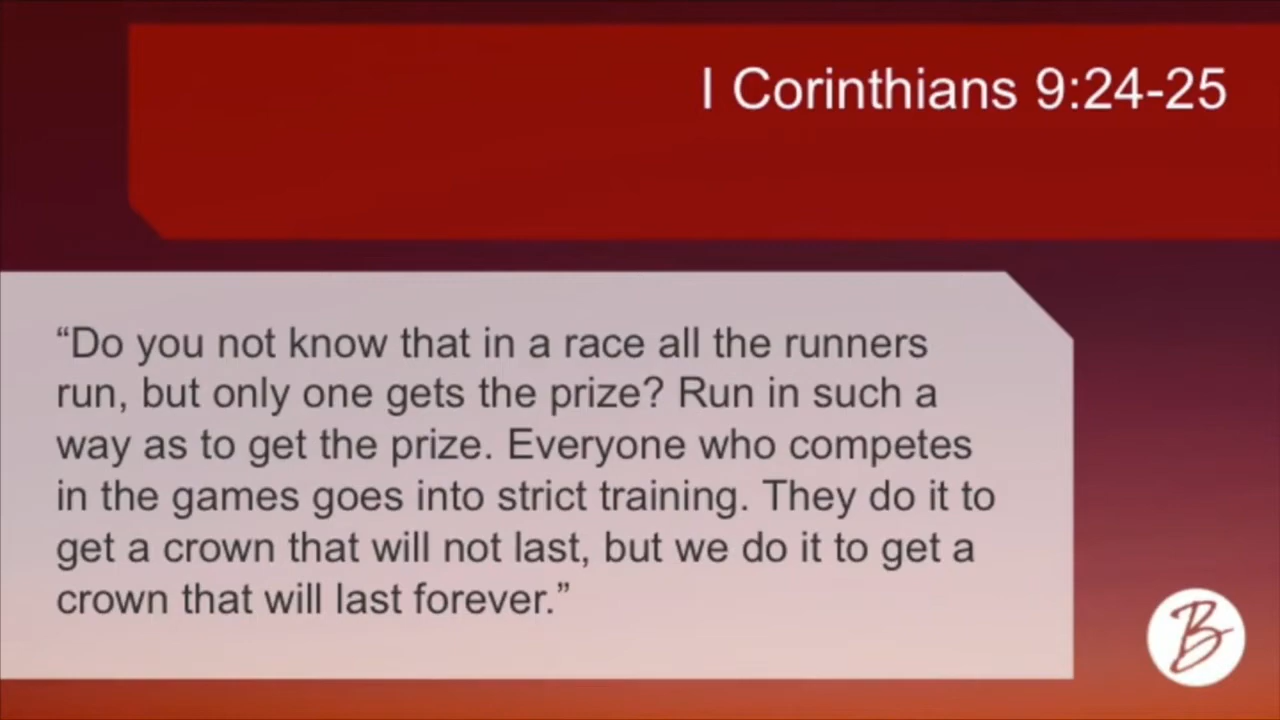 I Corinthians 9:24-25
“Do you not know that in a race all the runners
run, but only one gets the prize? Run in such a
way as to get the prize. Everyone who competes
in the games goes into strict training. They do it to
get a crown that will not last, but we do it to get a
crown that will last forever.”
B